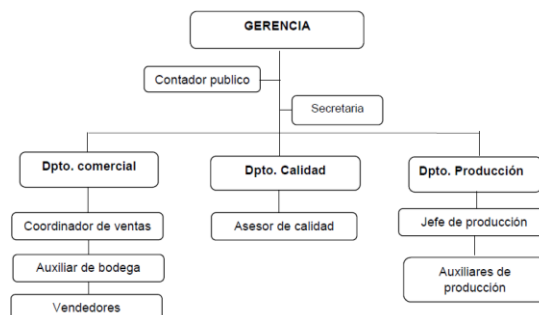 GERENCIA
Contador publico
Secretaria
Dpto. comercial
Dpto. Calidad
Dpto. Producción
Coordinador de ventas
Asesor de calidad
Jefe de producción
Auxiliar de bodega
Auxiliares de
producción
Vendedores